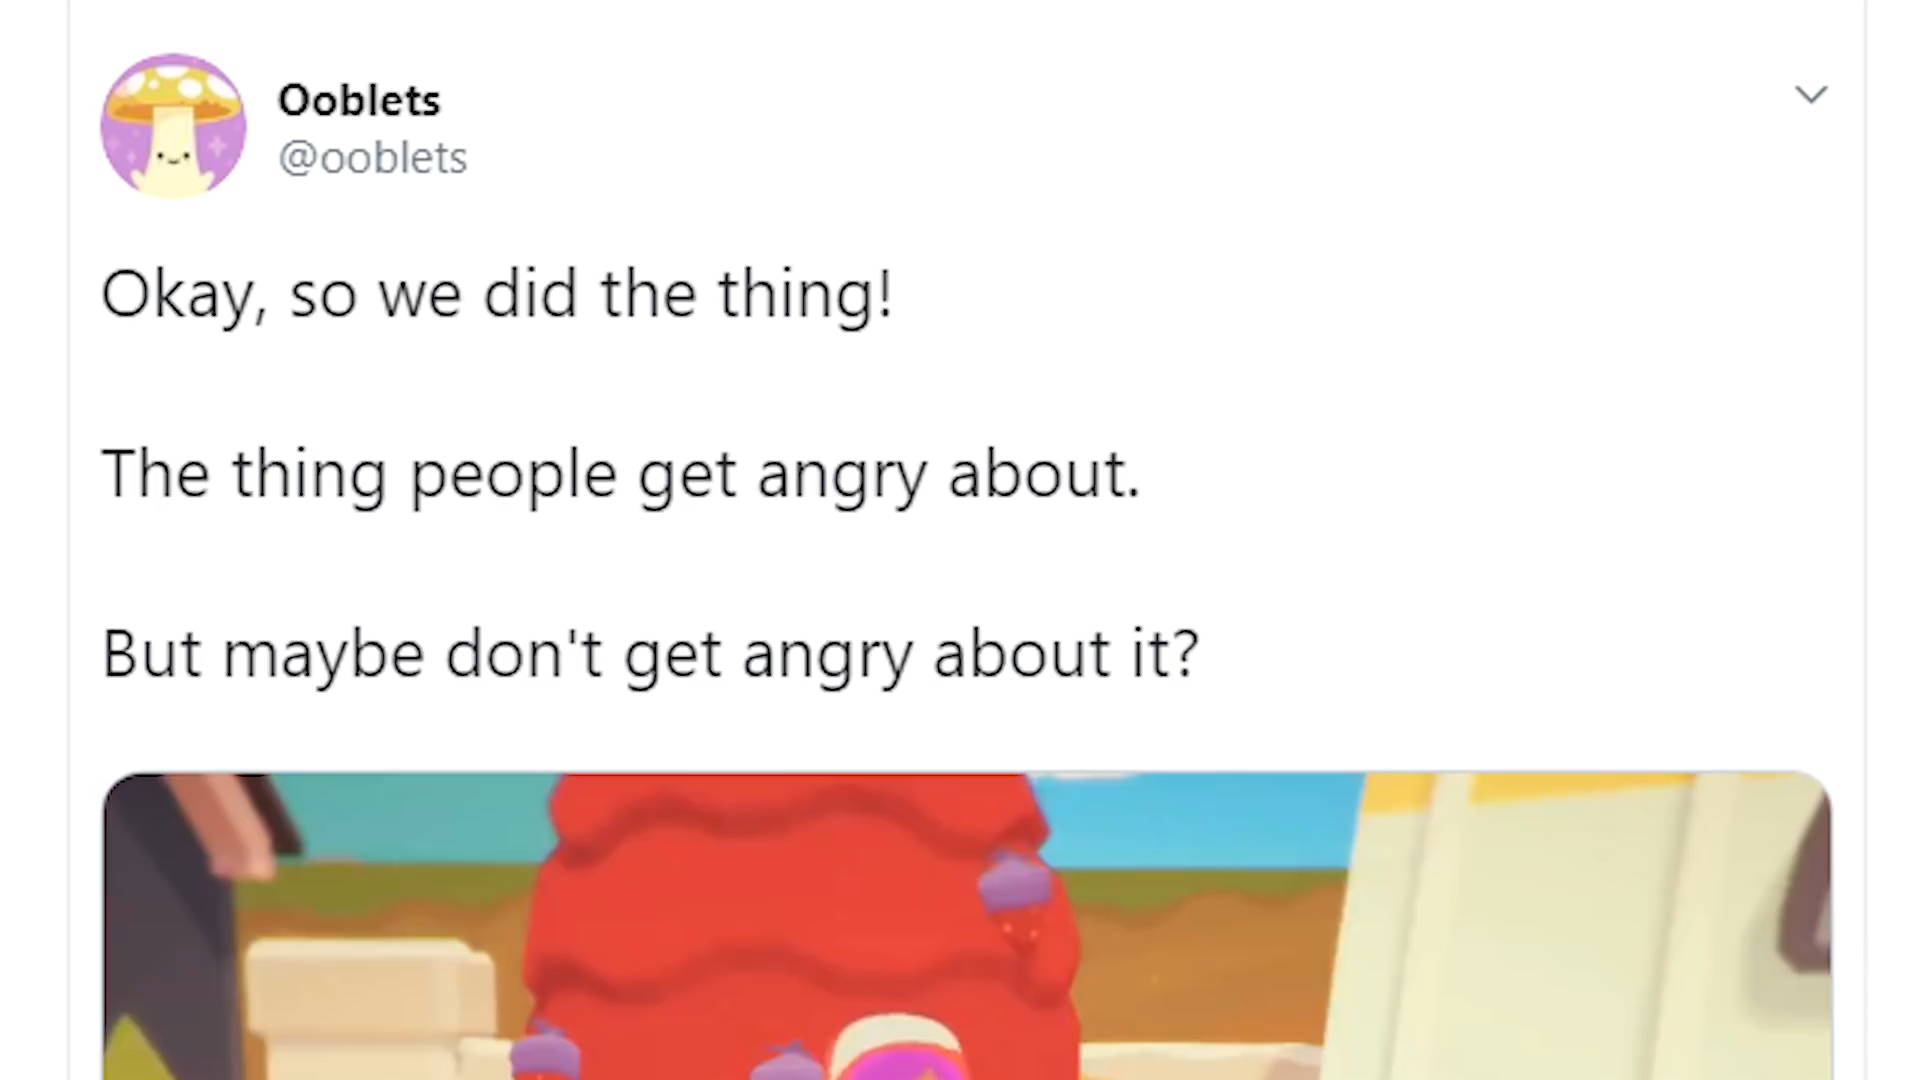 Ooblets
@ooblets
Okay, so we did the thing!
The thing people get angry about.
But maybe don't get angry about it?